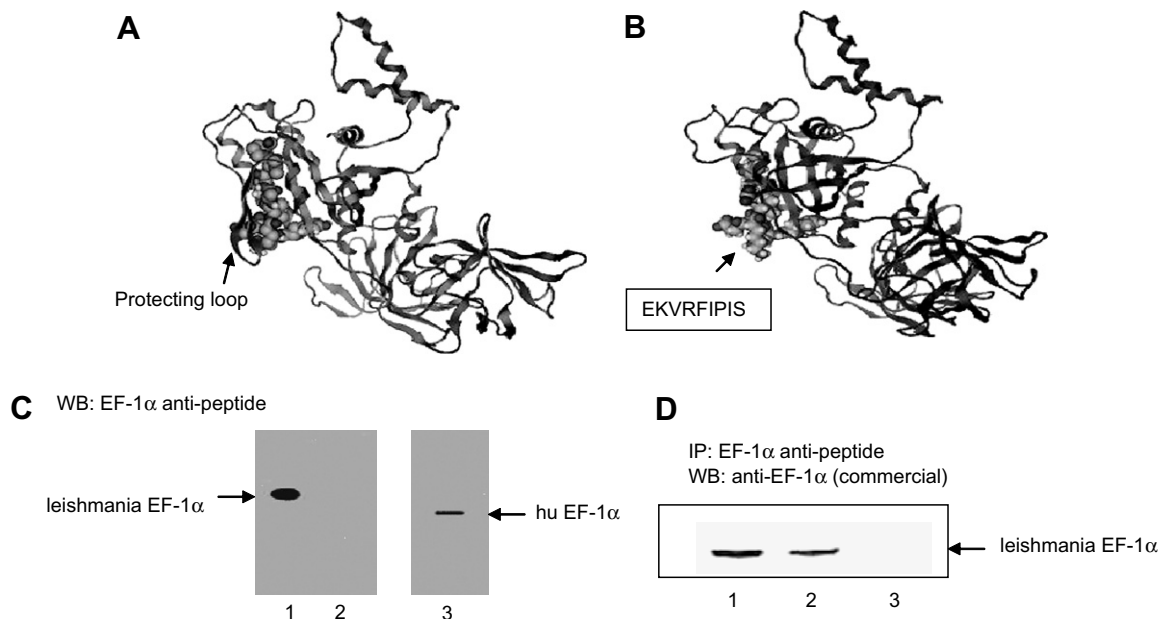 A
B
Protecting loop
EKVRFIPIS
C
WB: EF-1α anti-peptide
leishmania EF-1α
hu EF-1α
1 2 3
D
IP: EF-1α anti-peptide
WB: anti-EF-1α (commercial)
leishmania EF-1α
1 2 3